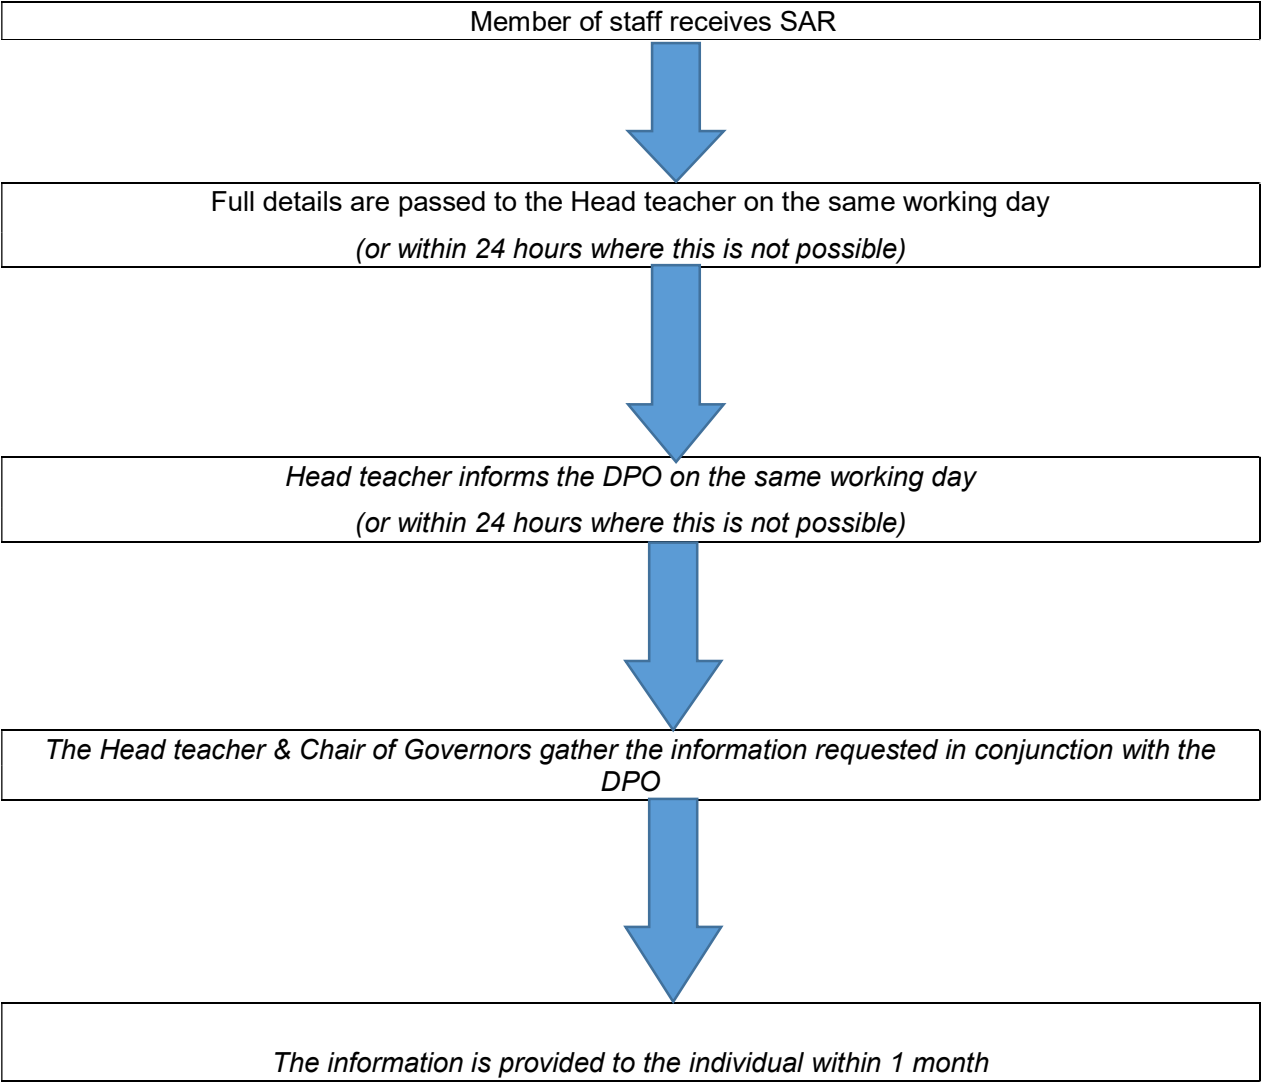 Member of staff receives SAR
Full details are passed to the Head teacher on the same working day
(or within 24 hours where this is not possible)
Head teacher informs the DPO on the same working day
(or within 24 hours where this is not possible)
The Head teacher & Chair of Governors gather the information requested in conjunction with the
DPO
The information is provided to the individual within 1 month